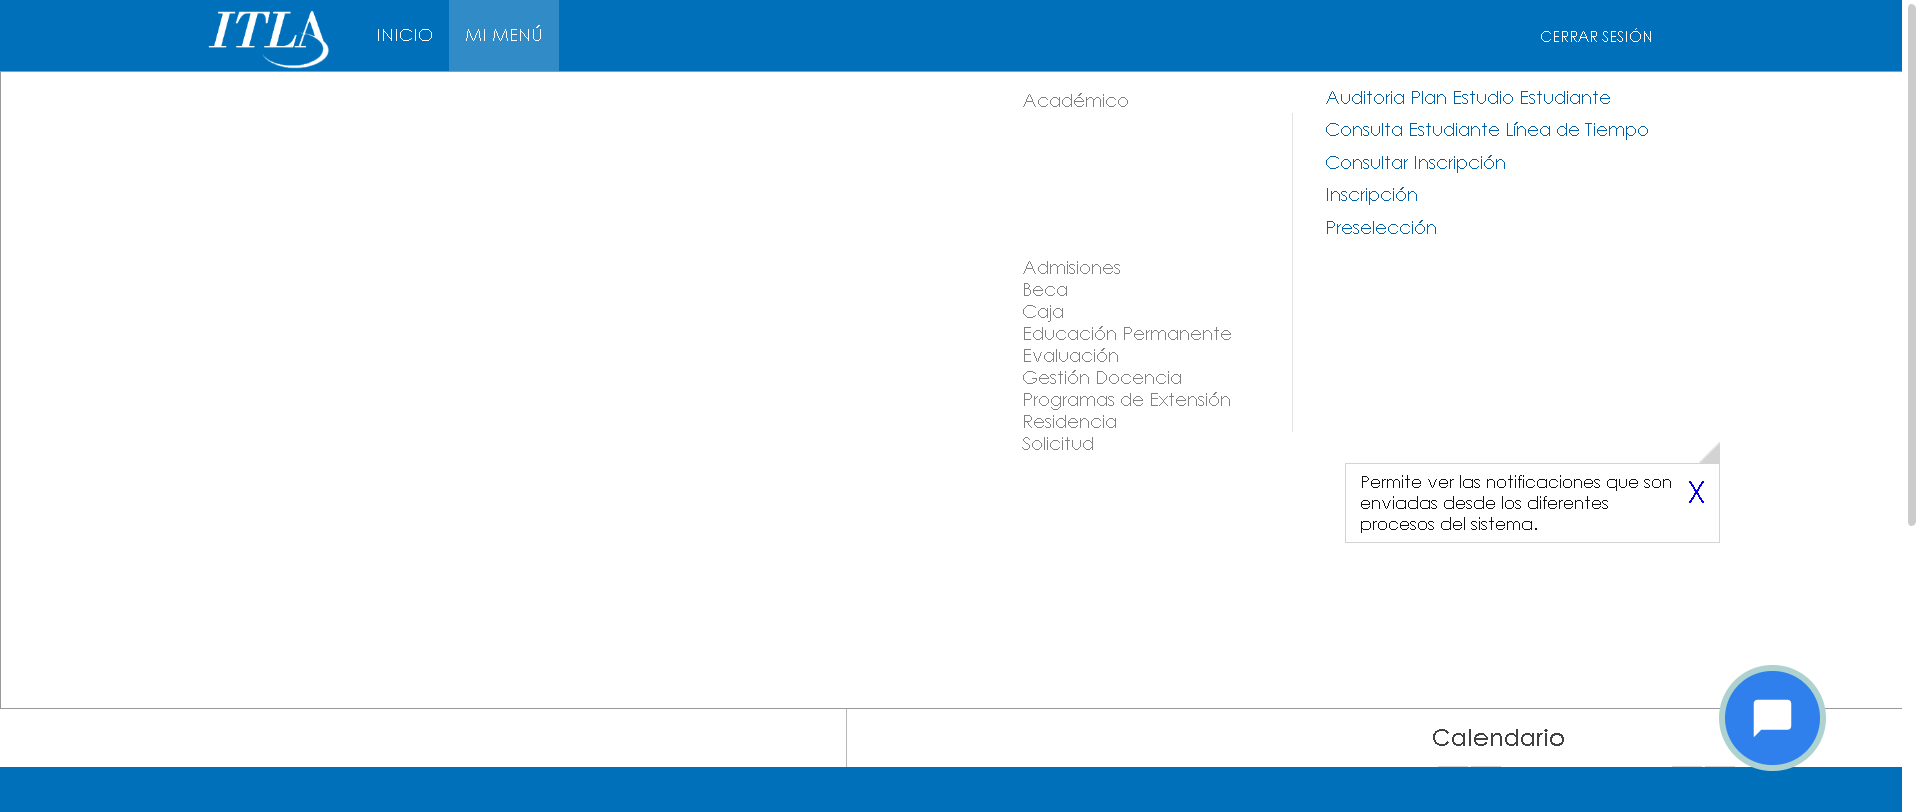 ITLA
INICIO
MI MENÚ
CERRAR SESIÓN
Académico
Auditoria Plan Estudio Estudiante
Consulta Estudiante Línea de Tiempo
Consultar Inscripción
Inscripción
Preselección
Admisiones
Beca
Caja
Educación Permanente
Evaluación
Gestión Docencia
Programas de Extensión
Residencia
Solicitud
Permite ver las notificaciones que son
enviadas desde los diferentes
procesos del sistema.
X
Calendario